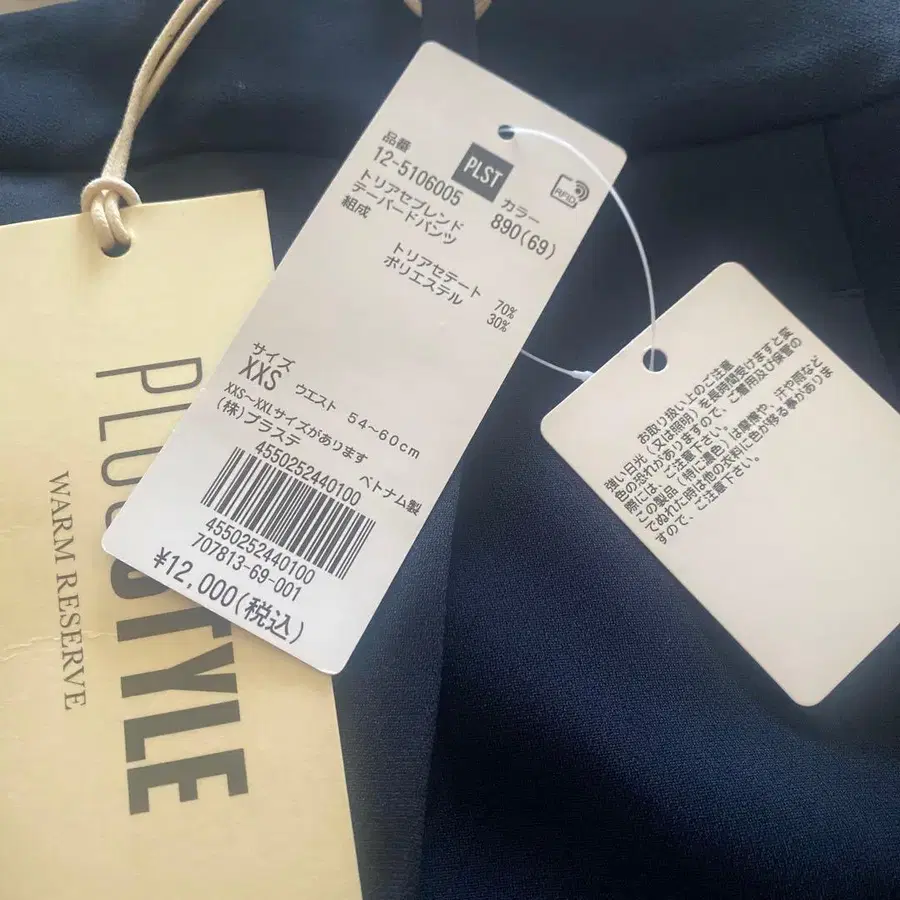 PLST
RFID
品番
12-5106005
カラー
890(69)
トリアセブレンド
テーパードパンツ
組成
トリアセテート 70%
ポリエステル 30%
サイズ
XXS ウエスト 54~60cm
XXS~XXLサイズがあります
(株)プラステ ベトナム製
4550252440100
4550252440100
707813-69-001
¥12,000(税込)
STYLE
WARM RESERVE
お取り扱い上のご注意
強い日光(又は照明)を長時間受けますと変
色の恐れがありますので、ご着用及び保管の
際には、ご注意ください。
この製品(特に濃色)は摩擦や、汗や雨など
でぬれた時は他の衣料に色が移る事がありま
すので、ご注意下さい。